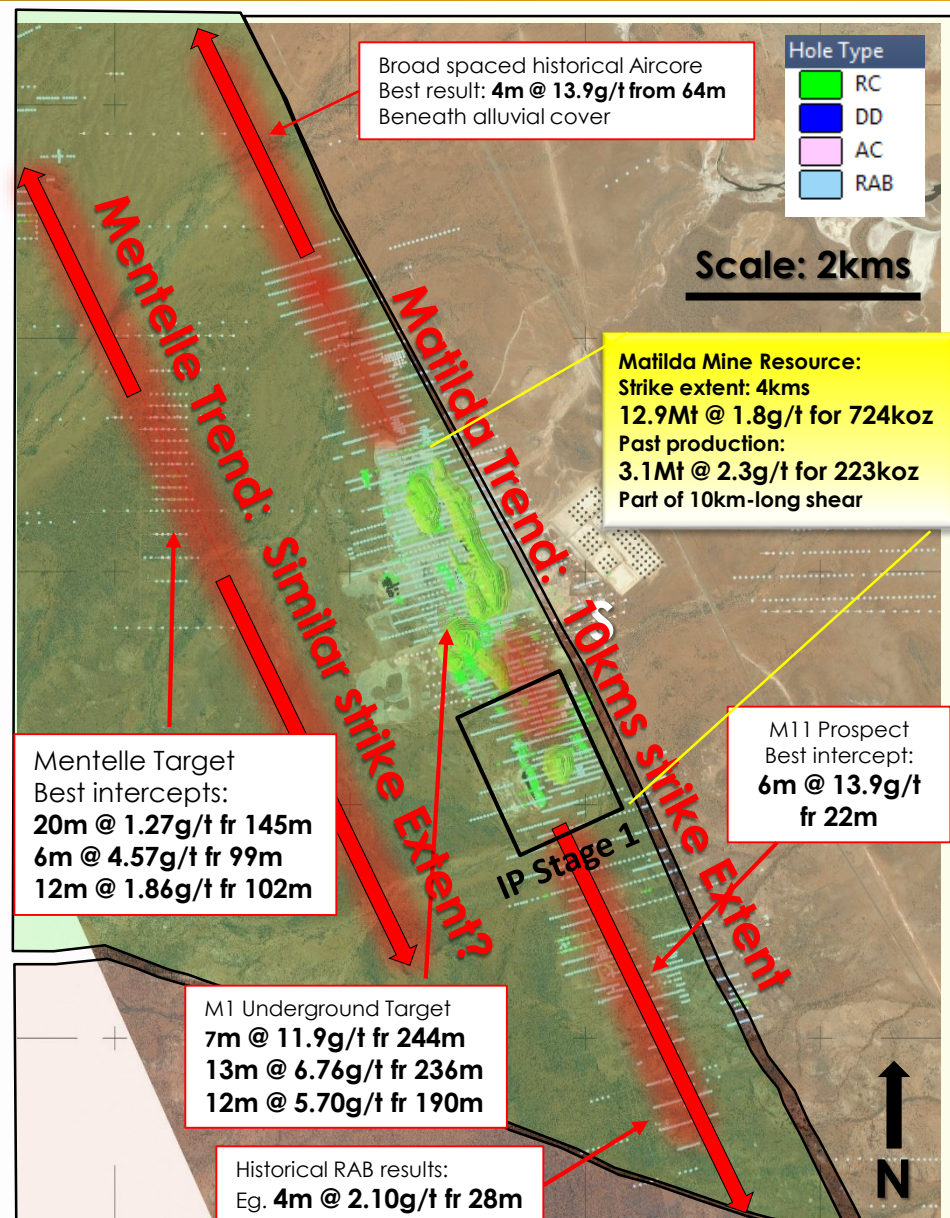 Broad spaced historical Aircore
Best result: 4m @ 13.9g/t from 64m
Beneath alluvial cover
Hole Type
RC
DD
AC
RAB
Scale: 2kms
Mentelle Trend: Similar strike Extent?
Matilda Trend: 10kms strike Extent
Matilda Mine Resource:
Strike extent: 4kms
12.9Mt @ 1.8g/t for 724koz
Past production:
3.1Mt @ 2.3g/t for 223koz
Part of 10km-long shear
S
M11 Prospect
Best intercept:
6m @ 13.9g/t
fr 22m
Mentelle Target
Best intercepts:
20m @ 1.27g/t fr 145m
6m @ 4.57g/t fr 99m
12m @ 1.86g/t fr 102m
IP Stage 1
M1 Underground Target
7m @ 11.9g/t fr 244m
13m @ 6.76g/t fr 236m
12m @ 5.70g/t fr 190m
Historical RAB results:
Eg. 4m @ 2.10g/t fr 28m
N